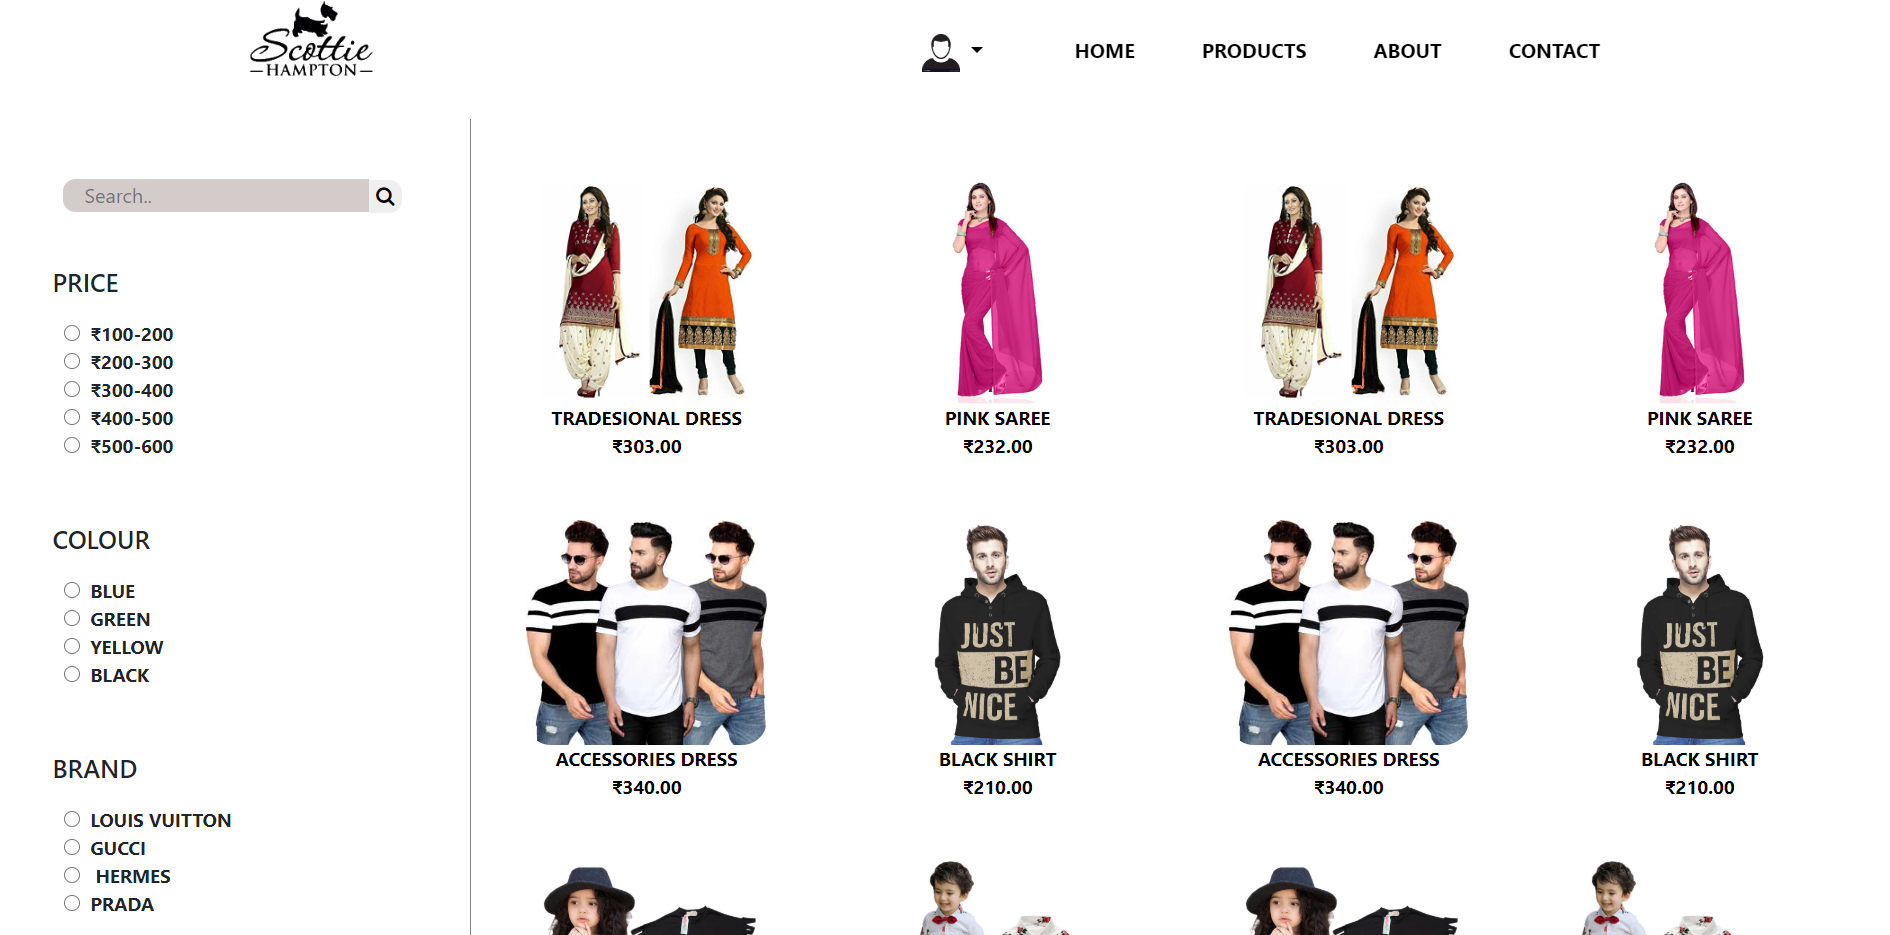 Scottie
HAMPTON
HOME PRODUCTS ABOUT CONTACT
Search..
PRICE
₹100-200
₹200-300
₹300-400
₹400-500
₹500-600
COLOUR
BLUE
GREEN
YELLOW
BLACK
BRAND
LOUIS VUITTON
GUCCI
HERMES
PRADA
TRADESIONAL DRESS
₹303.00
PINK SAREE
₹232.00
TRADESIONAL DRESS
₹303.00
PINK SAREE
₹232.00
ACCESSORIES DRESS
₹340.00
JUST
BE
NICE
BLACK SHIRT
₹210.00
ACCESSORIES DRESS
₹340.00
JUST
BE
NICE
BLACK SHIRT
₹210.00